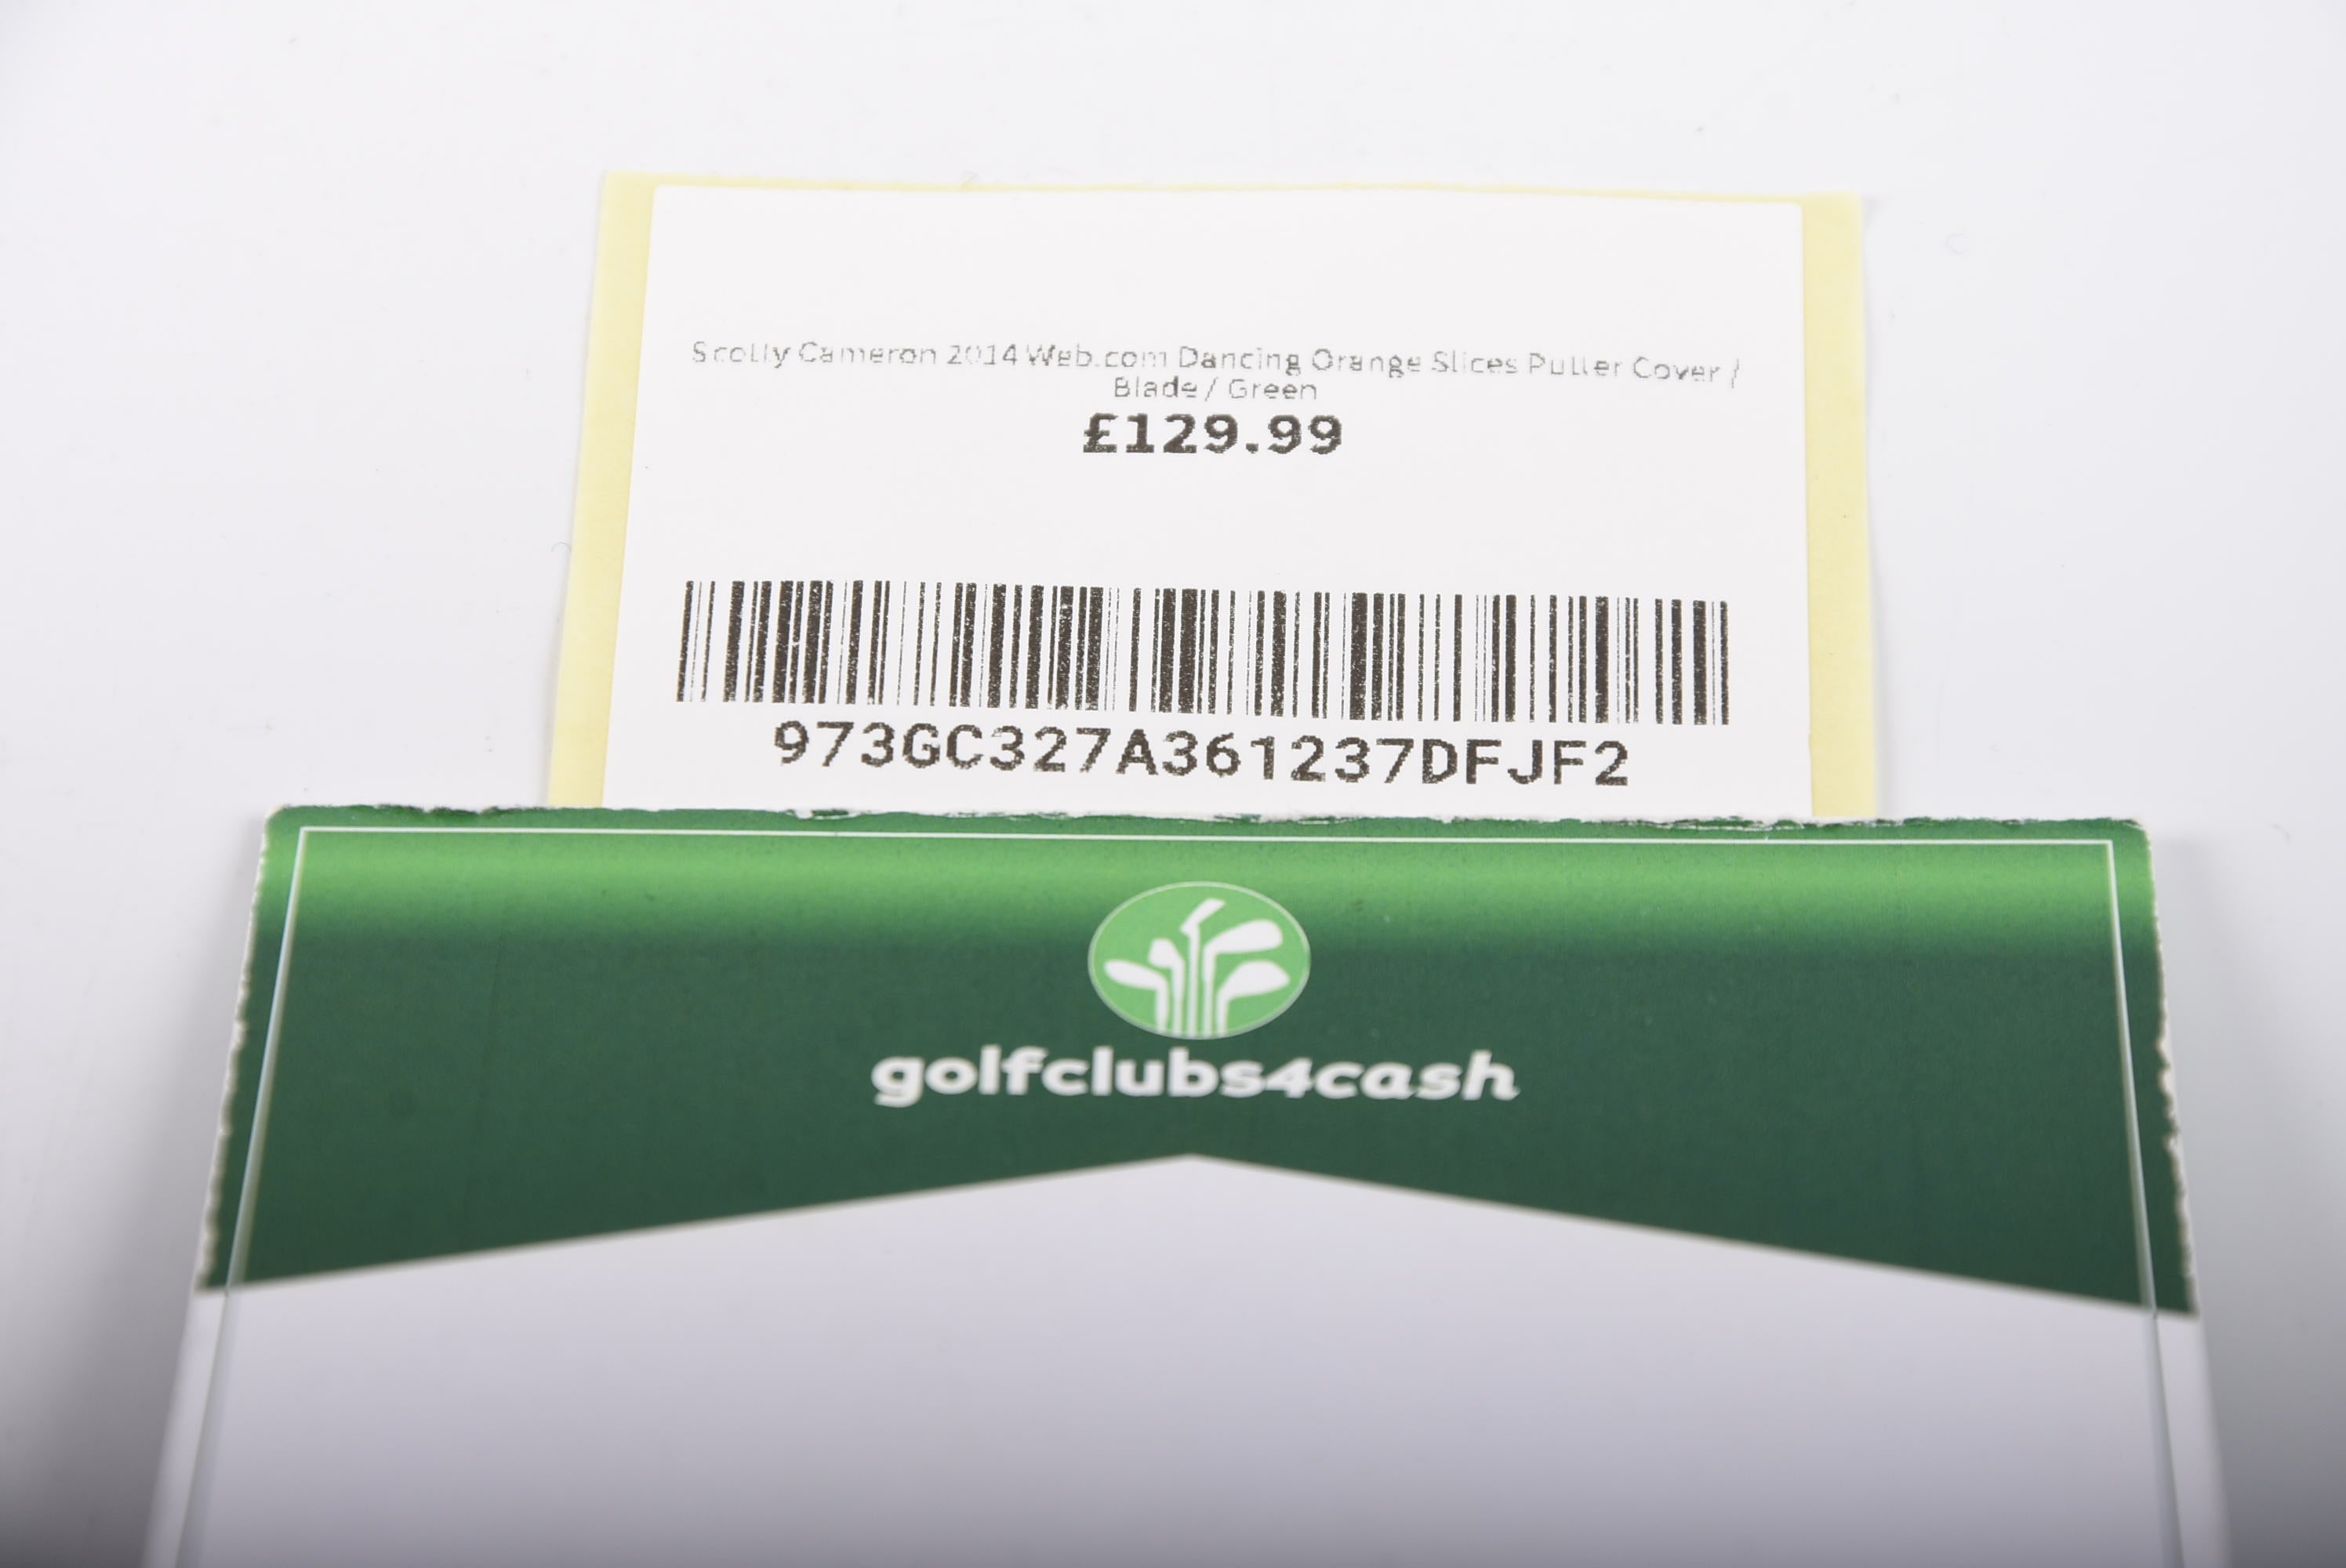 Scotty Cameron 2014 Web.com Dancing Orange Slices Putter Cover /
Blade / Green
£129.99
973GC327A361237DFJF2
golfclubs4cash